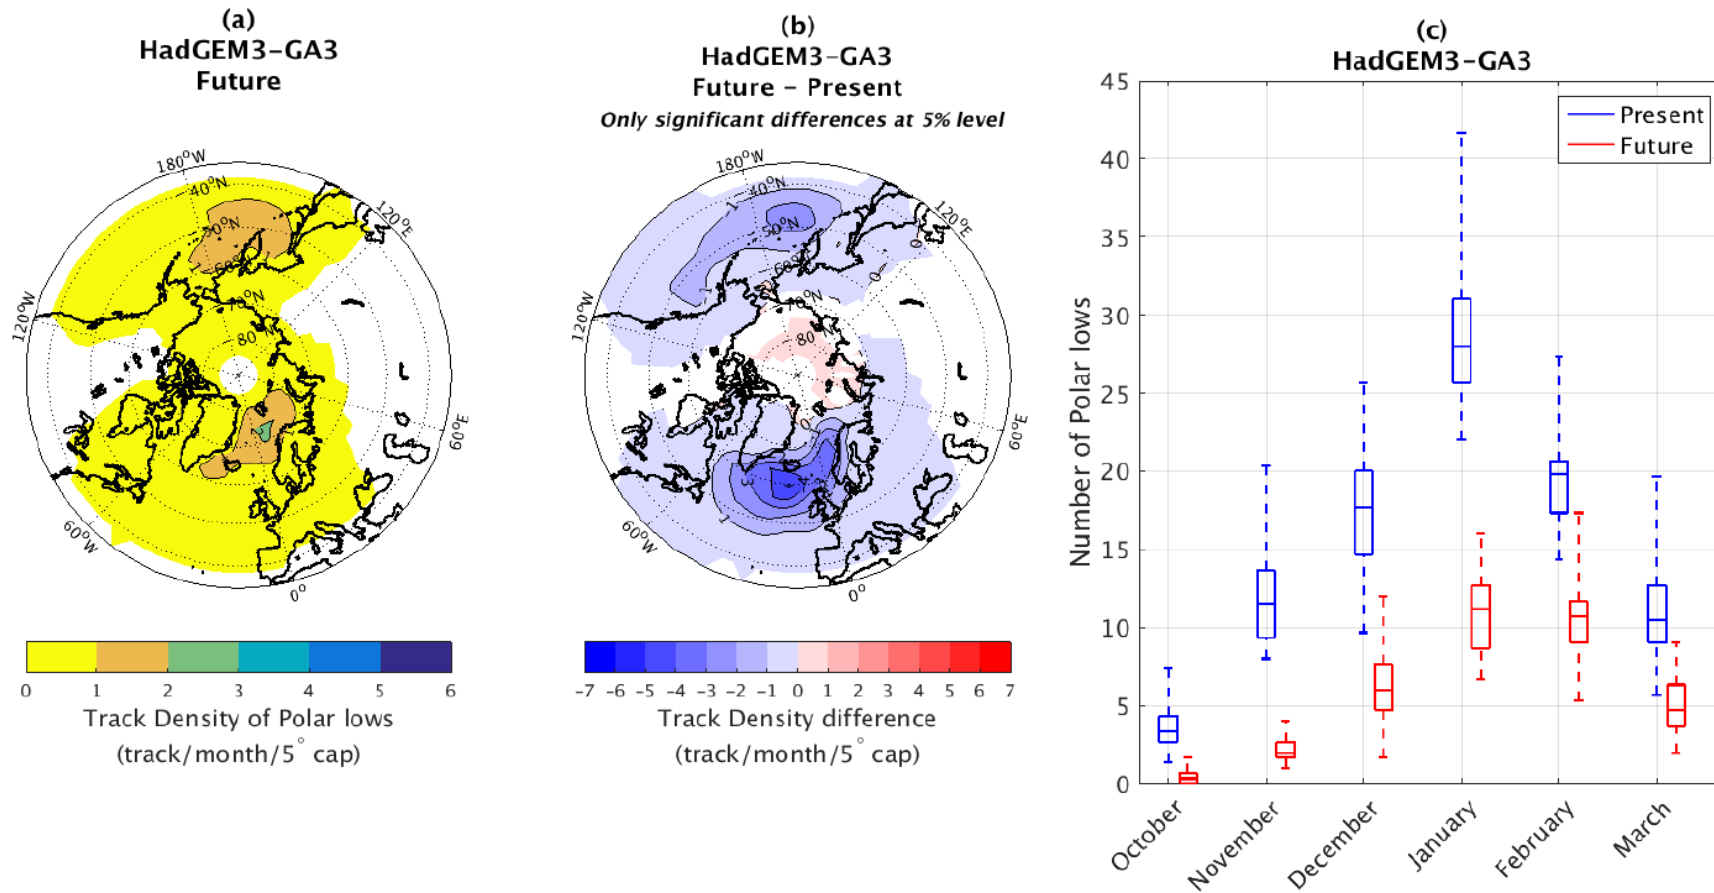 (a)
HadGEM3-GA3
Future
180°W
40°N
50°N
60°N
70°N
80
120°E
120°W
60°E
60°W
0°
0 1 2 3 4 5 6
Track Density of Polar lows
(track/month/5° cap)
(b)
HadGEM3-GA3
Future - Present
Only significant differences at 5% level
180°W
40°N
50°N
60°N
70°N
80
120°E
120°W
60°E
60°W
0°
-7 -6 -5 -4 -3 -2 -1 0 1 2 3 4 5 6 7
Track Density difference
(track/month/5° cap)
(c)
HadGEM3-GA3
Present
Future
Number of Polar lows
45
40
35
30
25
20
15
10
5
0
October
November
December
January
February
March